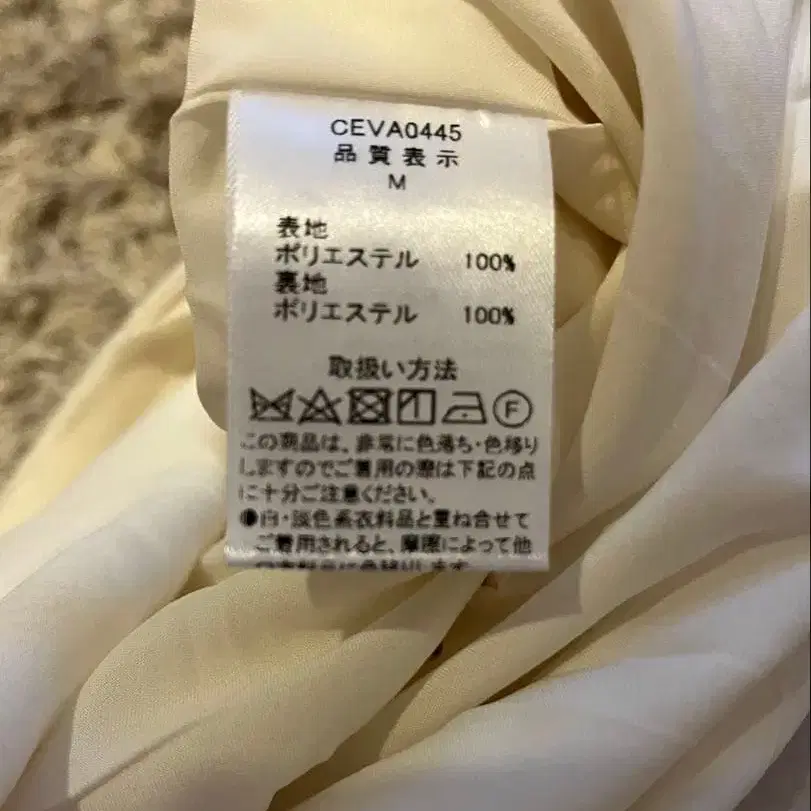 CEVA0445
品質表示
M
表地
ポリエステル 100%
裏地
ポリエステル 100%
取扱い方法
F
この商品は、非常に色落ち・色移り
しますのでご着用の際は下記の点
に十分ご注意ください。
●白・淡色系衣料品と重ね合せて
ご着用されると、摩擦によって他